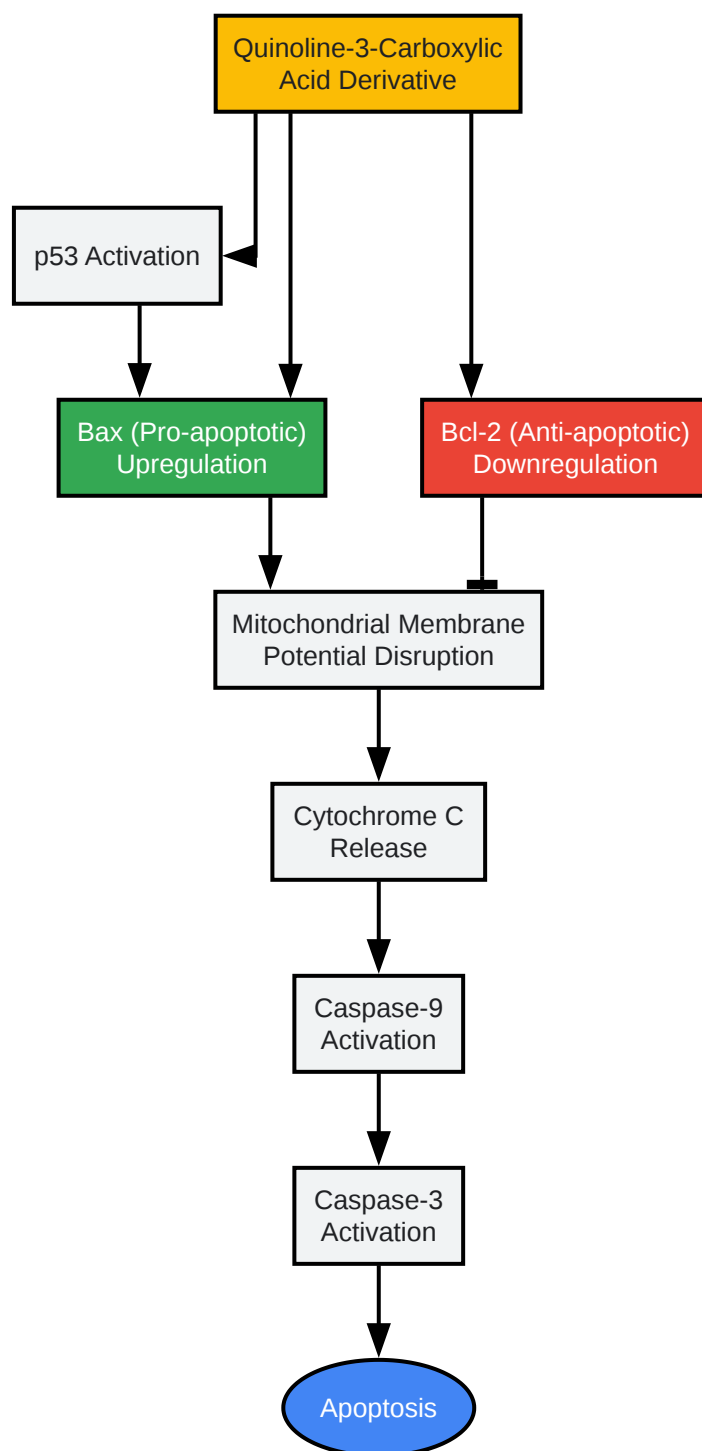 Quinoline-3-Carboxylic
Acid Derivative
p53 Activation
Bax (Pro-apoptotic)
Upregulation
Bcl-2 (Anti-apoptotic)
Downregulation
Mitochondrial Membrane
Potential Disruption
Cytochrome C
Release
Caspase-9
Activation
Caspase-3
Activation
Apoptosis